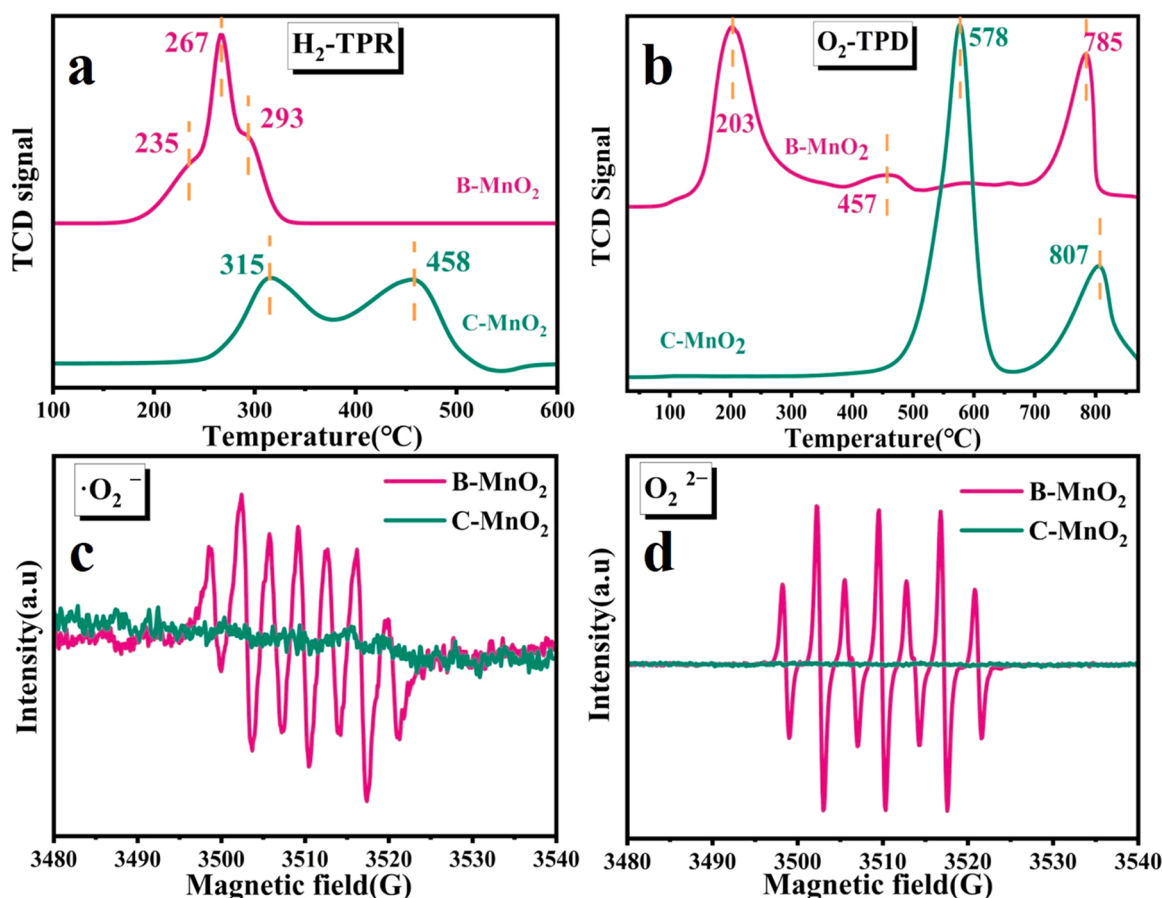 a
H₂-TPR
267
235
293
B-MnO₂
315
458
C-MnO₂
TCD signal
100 200 300 400 500 600
Temperature(°C)
b
O₂-TPD
203
B-MnO₂
457
578
785
C-MnO₂
807
TCD Signal
100 200 300 400 500 600 700 800
Temperature(°C)
c
·O₂⁻
B-MnO₂
C-MnO₂
Intensity(a.u)
3480 3490 3500 3510 3520 3530 3540
Magnetic field(G)
d
O₂²⁻
B-MnO₂
C-MnO₂
Intensity(a.u)
3480 3490 3500 3510 3520 3530 3540
Magnetic field(G)